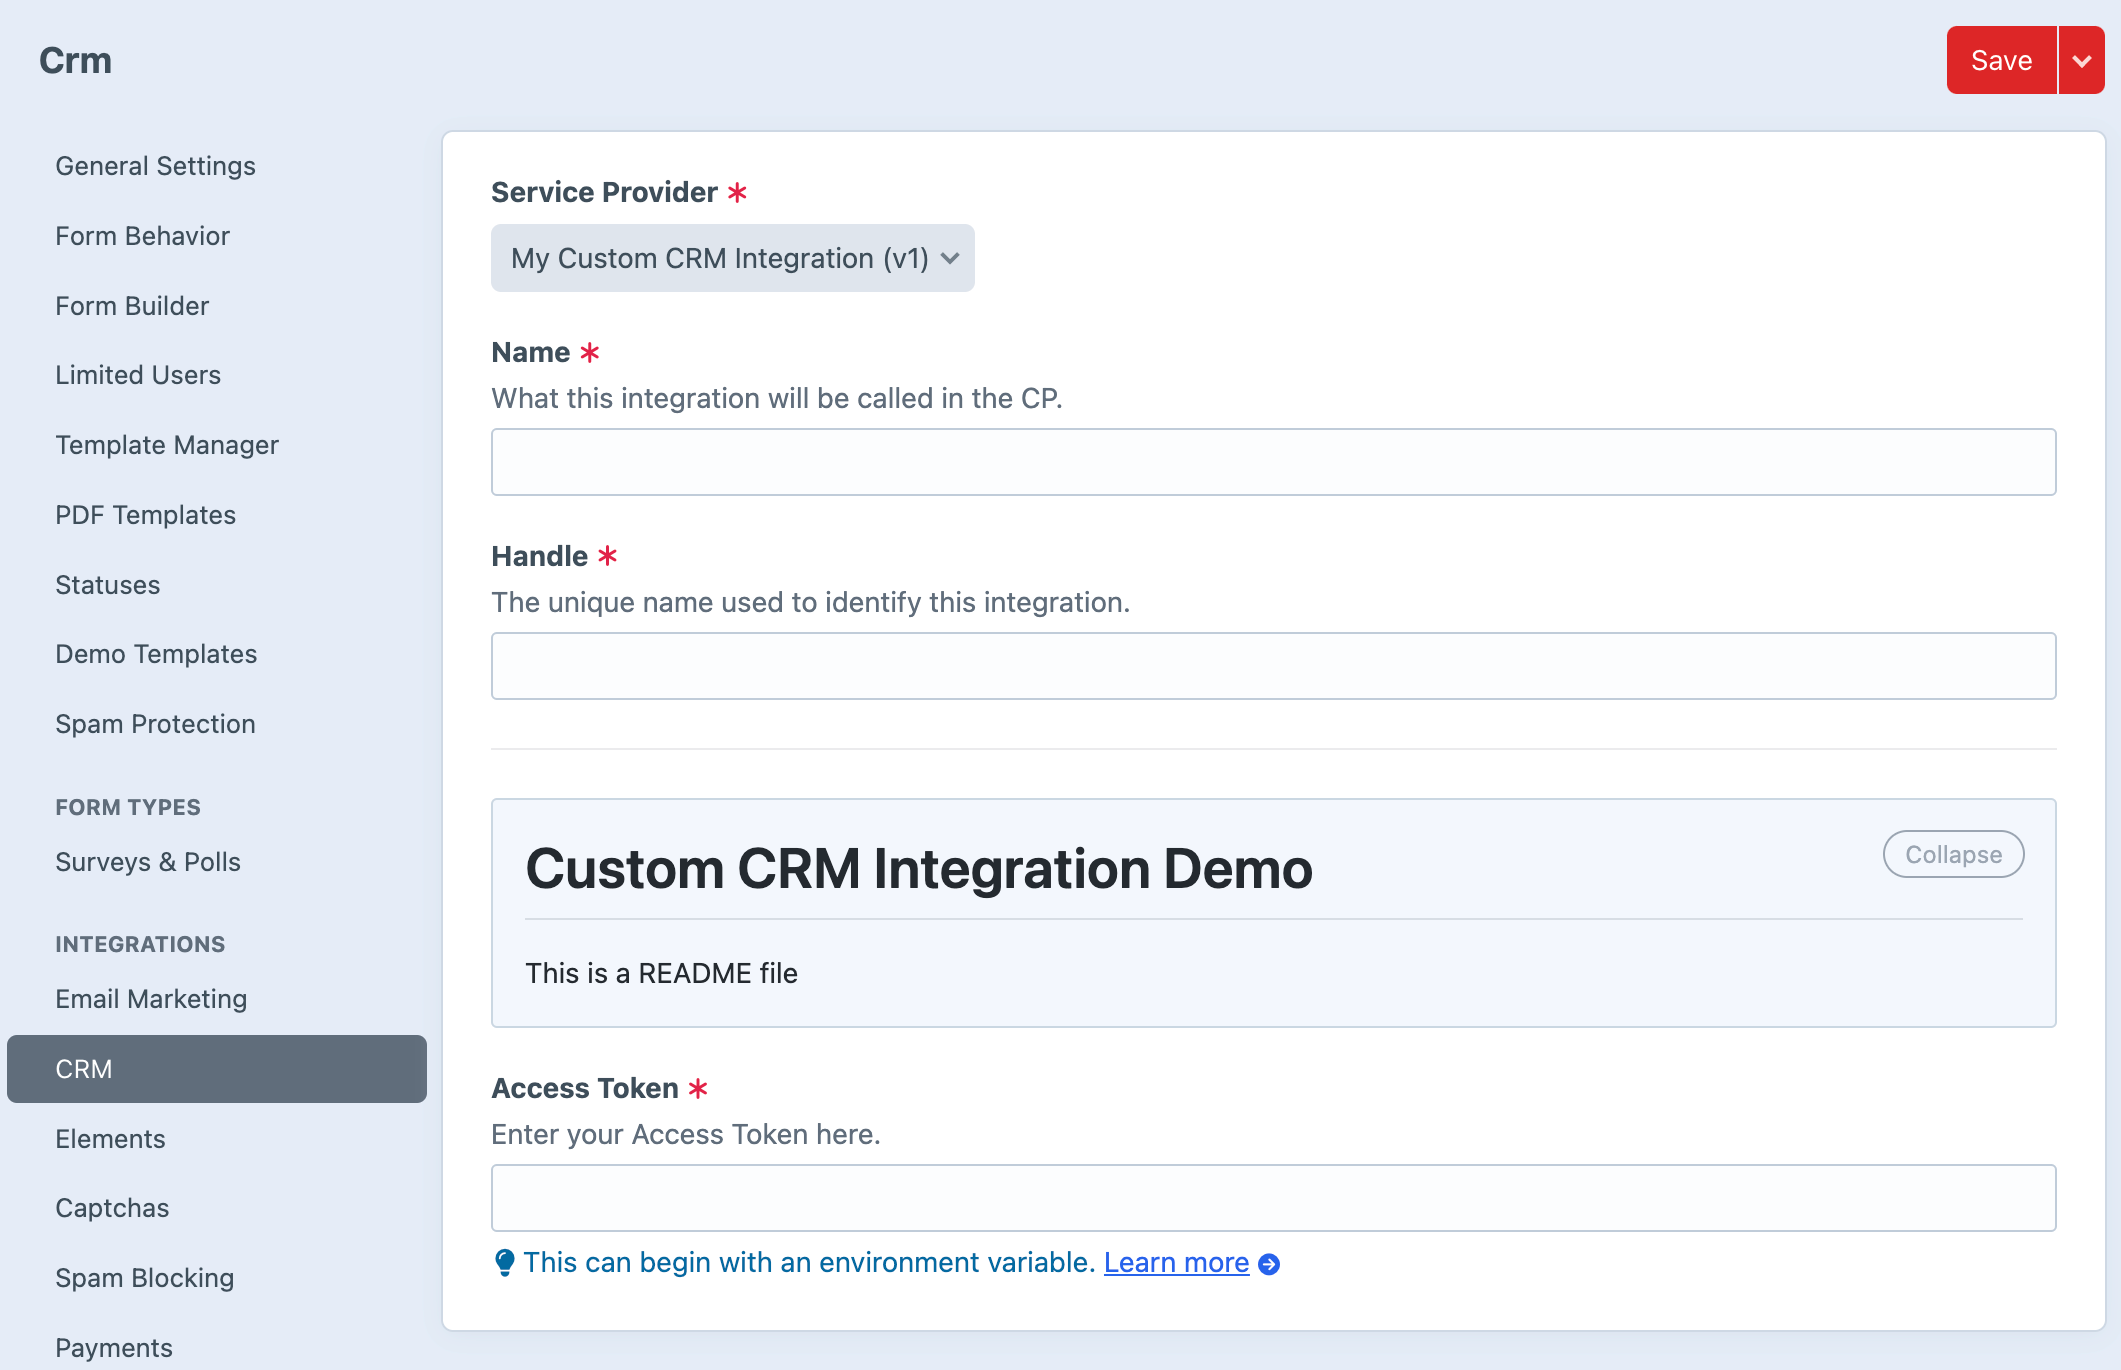 Crm
Save
General Settings
Form Behavior
Form Builder
Limited Users
Template Manager
PDF Templates
Statuses
Demo Templates
Spam Protection
FORM TYPES
Surveys & Polls
INTEGRATIONS
Email Marketing
CRM
Elements
Captchas
Spam Blocking
Payments
Service Provider *
My Custom CRM Integration (v1)
Name *
What this integration will be called in the CP.
Handle *
The unique name used to identify this integration.
Custom CRM Integration Demo
Collapse
This is a README file
Access Token *
Enter your Access Token here.
This can begin with an environment variable. Learn more